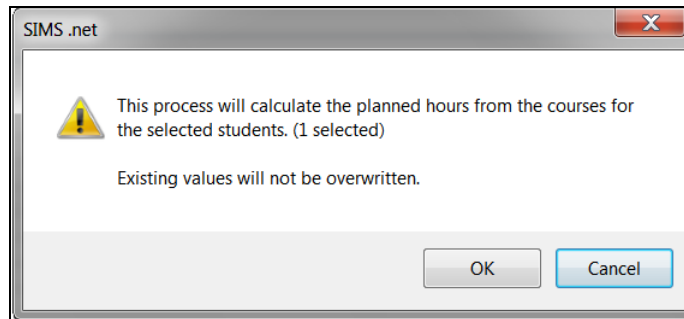 SIMS .net
This process will calculate the planned hours from the courses for
the selected students. (1 selected)
Existing values will not be overwritten.
OK
Cancel